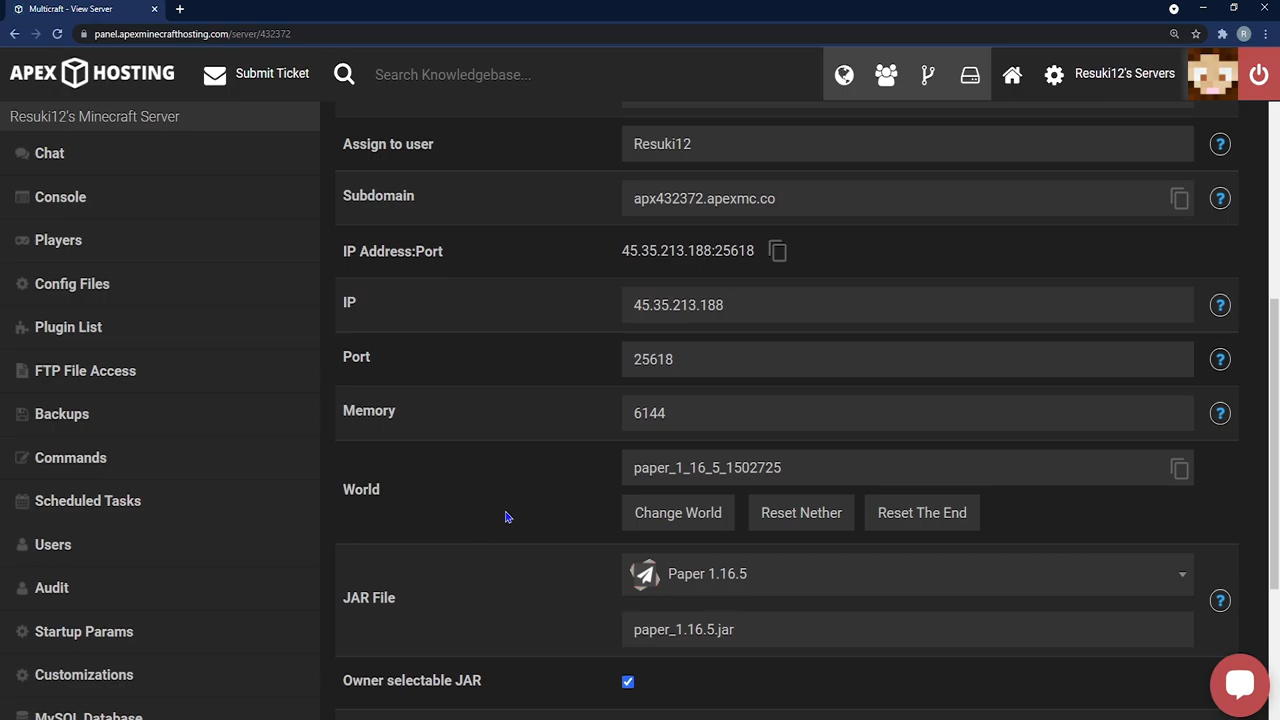 Multicraft - View Server
panel.apexminecrafthosting.com/server/432372
R
APEX HOSTING
Submit Ticket
Search Knowledgebase...
Resuki12's Servers
Resuki12's Minecraft Server
Chat
Console
Players
Config Files
Plugin List
FTP File Access
Backups
Commands
Scheduled Tasks
Users
Audit
Startup Params
Customizations
MySQL Database
Assign to user
Resuki12
?
Subdomain
apx432372.apexmc.co
?
IP Address:Port
45.35.213.188:25618
IP
45.35.213.188
?
Port
25618
?
Memory
6144
?
World
paper_1_16_5_1502725
Change World
Reset Nether
Reset The End
JAR File
Paper 1.16.5
paper_1.16.5.jar
?
Owner selectable JAR